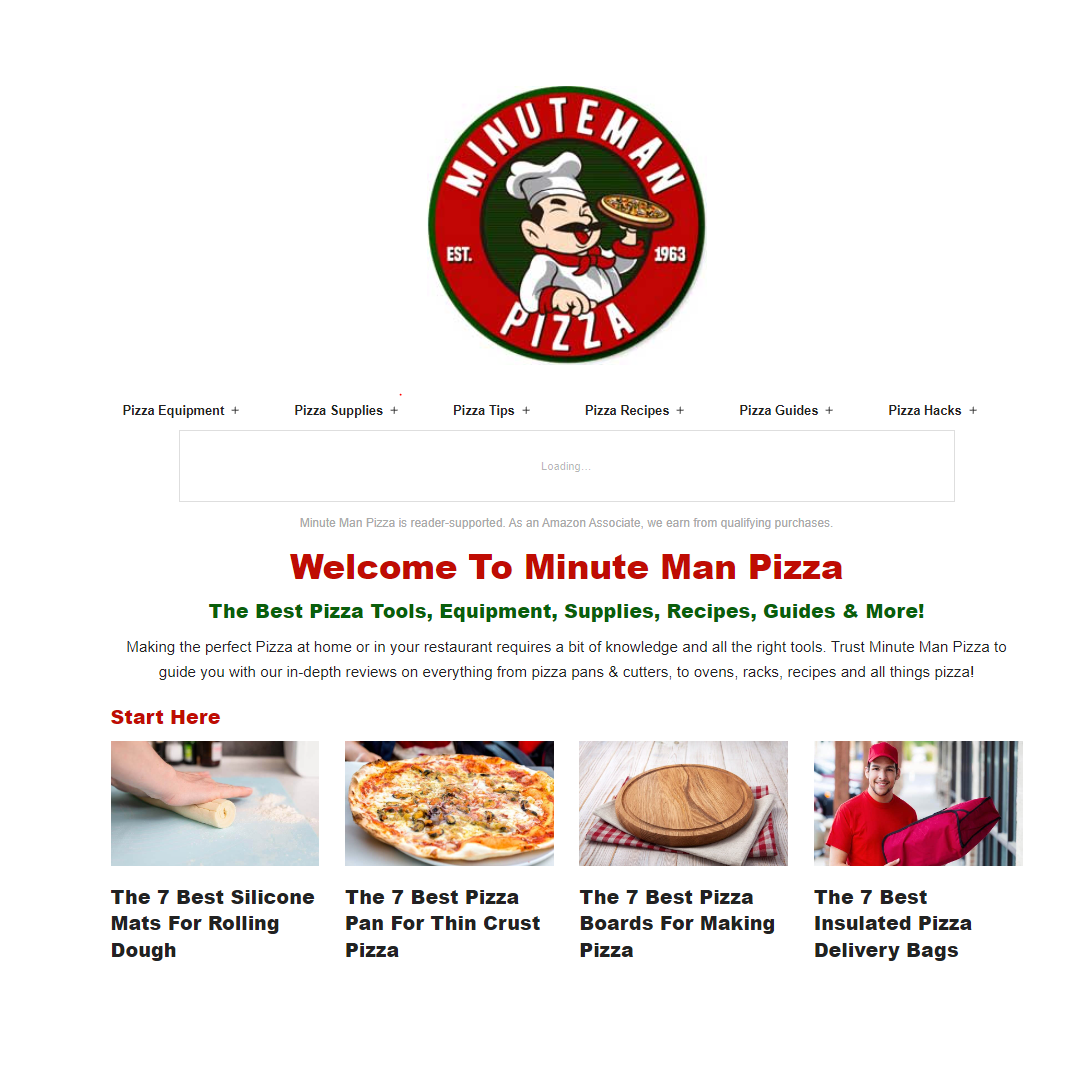 MINUTEMAN
EST. 1963
PIZZA
Pizza Equipment + Pizza Supplies + Pizza Tips + Pizza Recipes + Pizza Guides + Pizza Hacks +
Loading...
Minute Man Pizza is reader-supported. As an Amazon Associate, we earn from qualifying purchases.
Welcome To Minute Man Pizza
The Best Pizza Tools, Equipment, Supplies, Recipes, Guides & More!
Making the perfect Pizza at home or in your restaurant requires a bit of knowledge and all the right tools. Trust Minute Man Pizza to
guide you with our in-depth reviews on everything from pizza pans & cutters, to ovens, racks, recipes and all things pizza!
Start Here
The 7 Best Silicone
Mats For Rolling
Dough
The 7 Best Pizza
Pan For Thin Crust
Pizza
The 7 Best Pizza
Boards For Making
Pizza
The 7 Best
Insulated Pizza
Delivery Bags